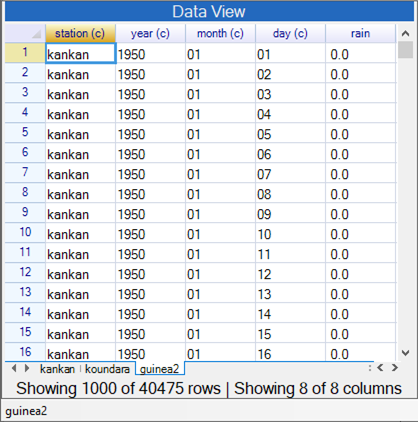 Data View
station (c) year (c) month (c) day (c) rain
1 kankan 1950 01 01 0.0
2 kankan 1950 01 02 0.0
3 kankan 1950 01 03 0.0
4 kankan 1950 01 04 0.0
5 kankan 1950 01 05 0.0
6 kankan 1950 01 06 0.0
7 kankan 1950 01 07 0.0
8 kankan 1950 01 08 0.0
9 kankan 1950 01 09 0.0
10 kankan 1950 01 10 0.0
11 kankan 1950 01 11 0.0
12 kankan 1950 01 12 0.0
13 kankan 1950 01 13 0.0
14 kankan 1950 01 14 0.0
15 kankan 1950 01 15 0.0
16 kankan 1950 01 16 0.0
kankan koundara guinea2
Showing 1000 of 40475 rows | Showing 8 of 8 columns
guinea2